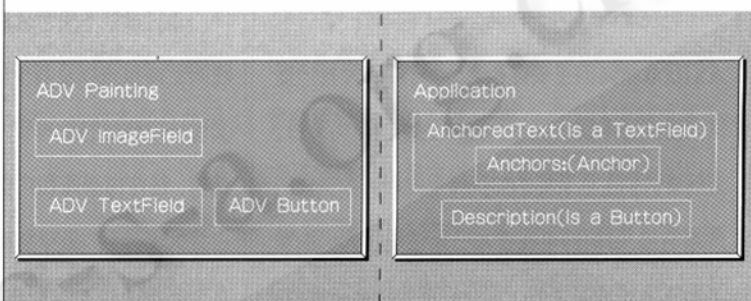 ADV Painting
ADV ImageField
ADV TextField
ADV Button
Application
AnchoredText(is a TextField)
Anchors:(Anchor)
Description(is a Button)